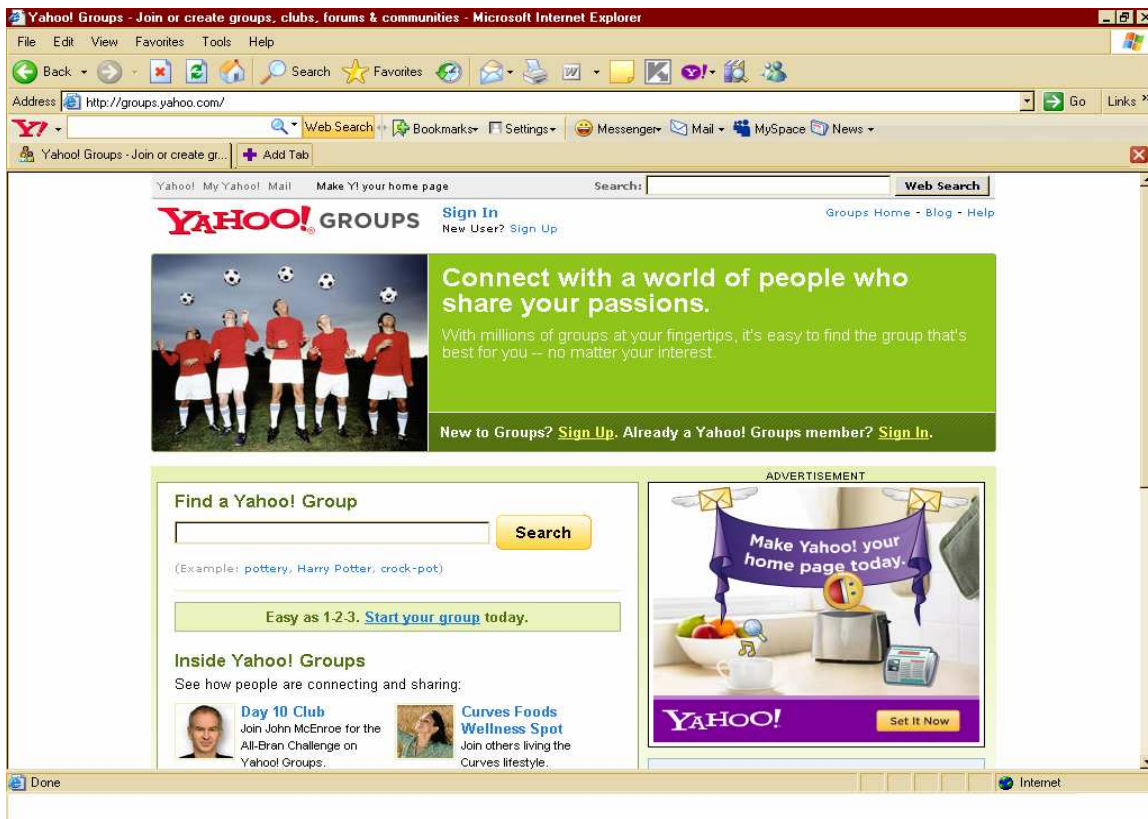 Yahoo! Groups - Join or create groups, clubs, forums & communities - Microsoft Internet Explorer
File Edit View Favorites Tools Help
Back Search Favorites
Address http://groups.yahoo.com/ Go Links »
Y7 Web Search Bookmarks Settings Messenger Mail MySpace News
Yahoo! Groups - Join or create gr... Add Tab
Yahoo! My Yahoo! Mail Make Y! your home page Search: Web Search
YAHOO! GROUPS Sign In Groups Home - Blog - Help
New User? Sign Up
Connect with a world of people who
share your passions.
With millions of groups at your fingertips, it's easy to find the group that's
best for you -- no matter your interest.
New to Groups? Sign Up. Already a Yahoo! Groups member? Sign In.
ADVERTISEMENT
Find a Yahoo! Group
Search
(Example: pottery, Harry Potter, crock-pot)
Easy as 1-2-3. Start your group today.
Inside Yahoo! Groups
See how people are connecting and sharing:
Day 10 Club
Join John McEnroe for the
All-Bran Challenge on
Yahoo! Groups.
Curves Foods
Wellness Spot
Join others living the
Curves lifestyle.
Make Yahoo! your
home page today.
YAHOO! Set It Now
Done Internet